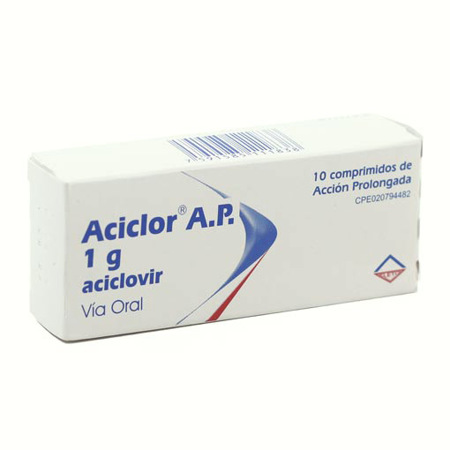 10 comprimidos de
Acción Prolongada
CPE020794482
Aciclor® A.P.
1 g
aciclovir
Vía Oral